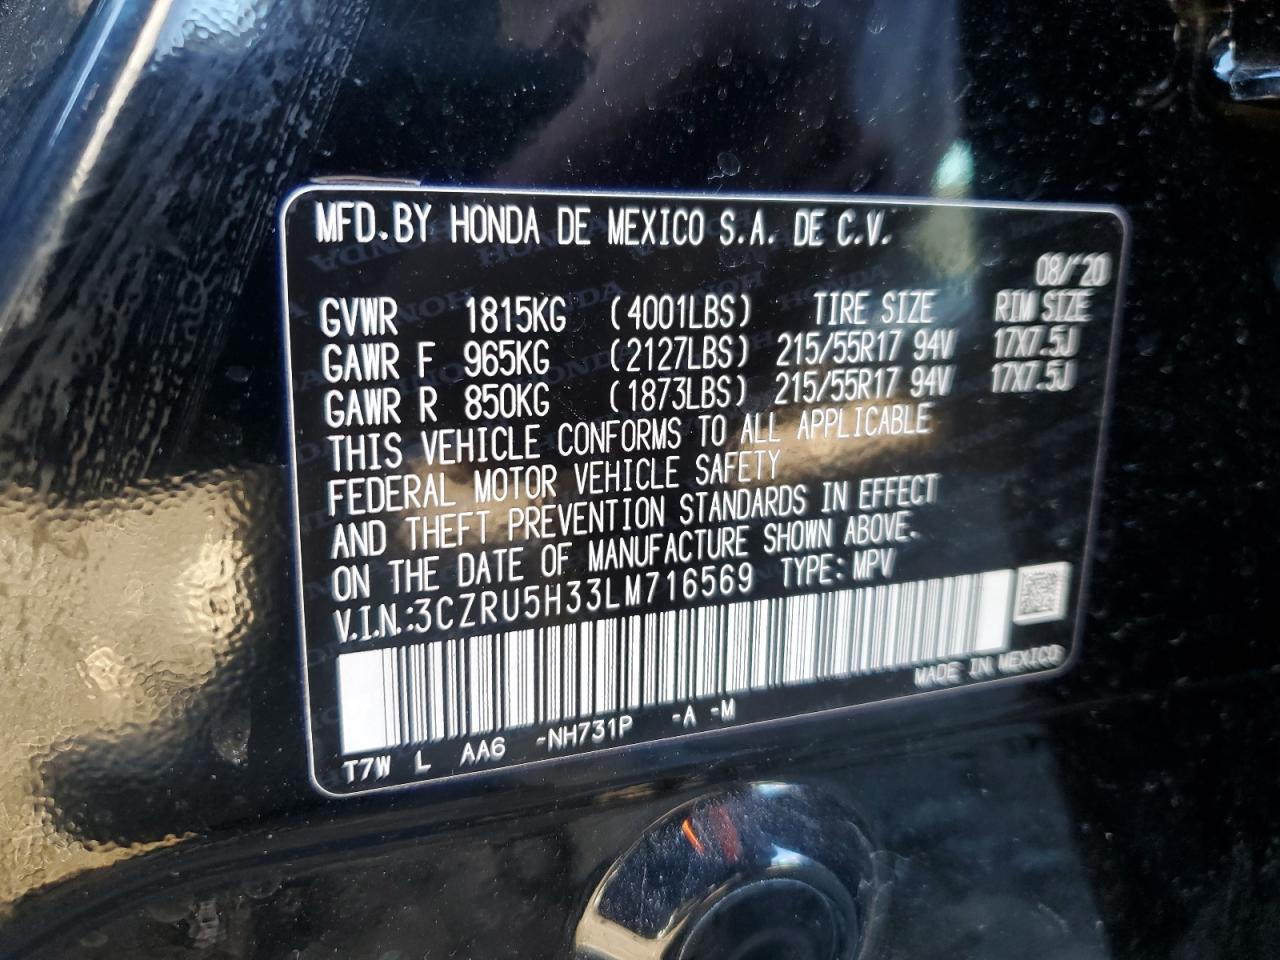 MFD.BY HONDA DE MEXICO S.A. DE C.V.
08/'20
GVWR 1815KG (4001LBS) TIRE SIZE RIM SIZE
GAWR F 965KG (2127LBS) 215/55R17 94V 17X7.5J
GAWR R 850KG (1873LBS) 215/55R17 94V 17X7.5J
THIS VEHICLE CONFORMS TO ALL APPLICABLE
FEDERAL MOTOR VEHICLE SAFETY
AND THEFT PREVENTION STANDARDS IN EFFECT
ON THE DATE OF MANUFACTURE SHOWN ABOVE.
V.I.N.:3CZRU5H33LM716569 TYPE: MPV
MADE IN MEXICO
T7W L AA6 -NH731P -A -M